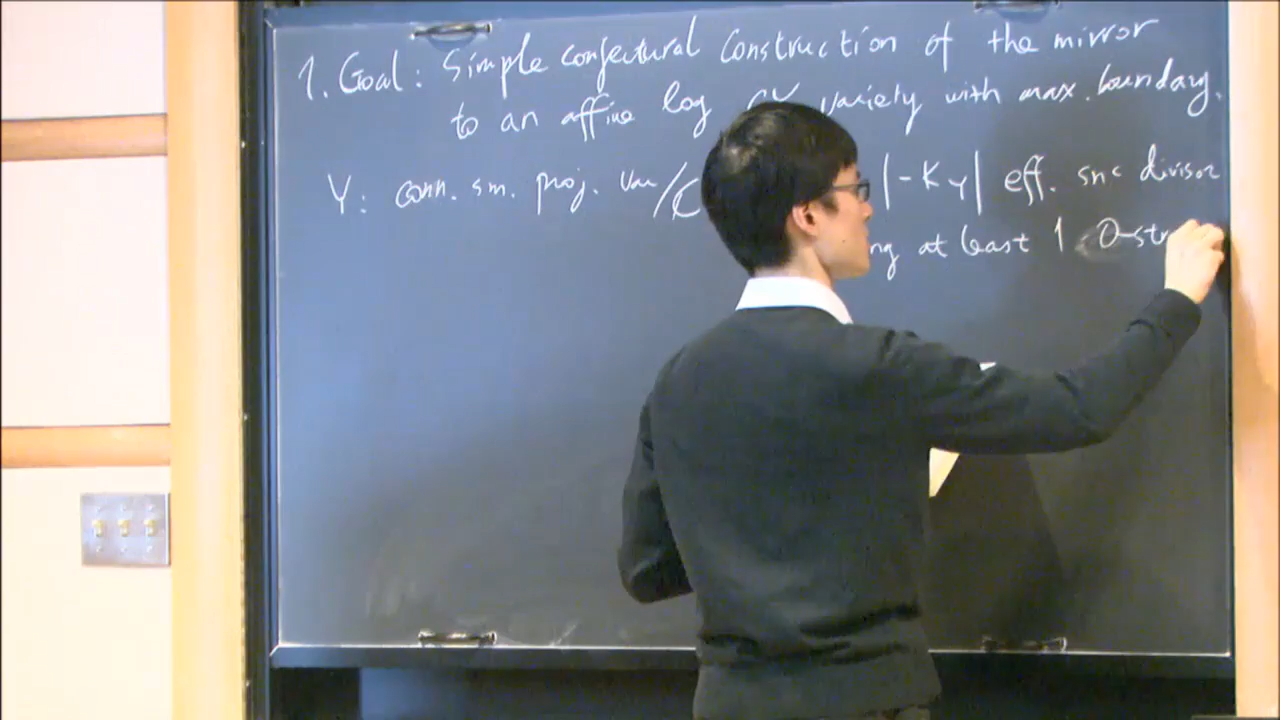 1. Goal: Simple conjectural construction of the mirror
to an affine log CY variety with max. boundary.
Y: conn. sm. proj. var/C |-K_Y| eff. snc divisor
at least 1 0-str